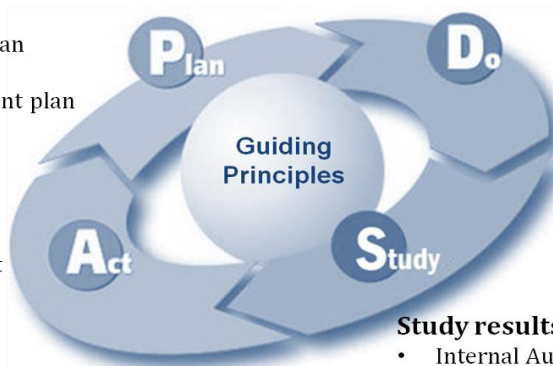 an
Plan
Do
nt plan
Guiding
Principles
Act
t
Study
Study results
• Internal Au